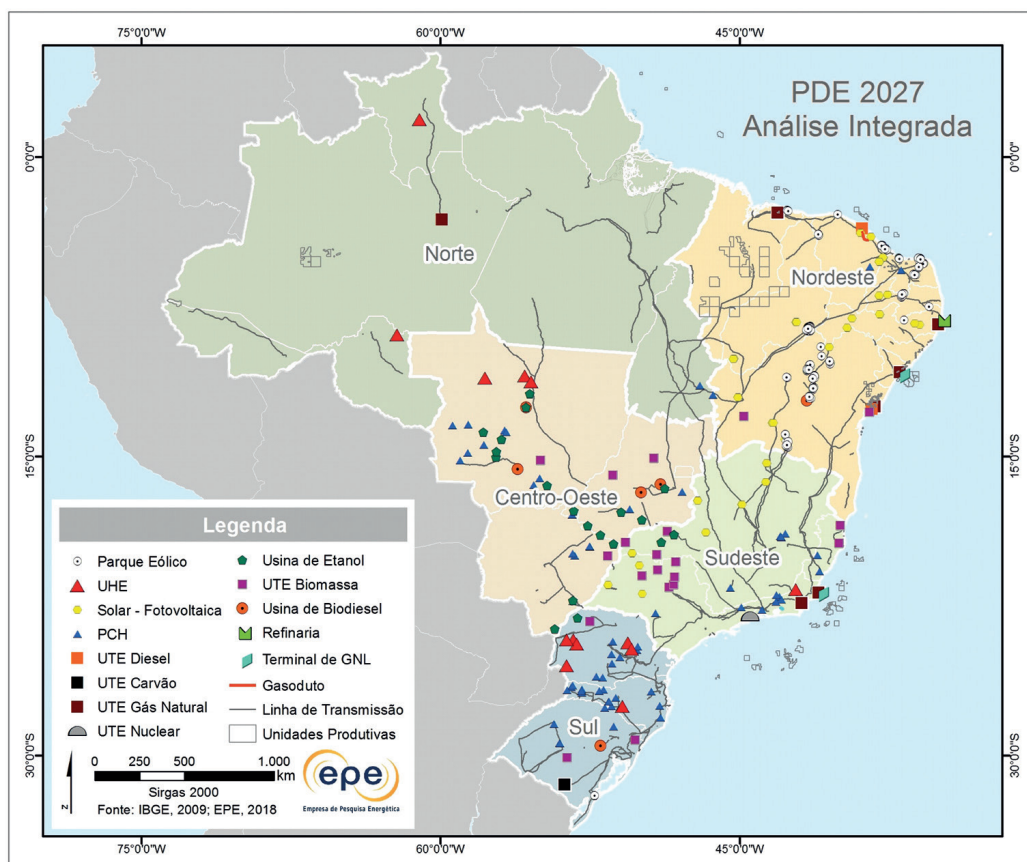 75°0'0"W
60°0'0"W
45°0'0"W
PDE 2027
Análise Integrada
0°0'0"
0°0'0"
Norte
Nordeste
15°0'0"S
15°0'0"S
Centro-Oeste
Sudeste
Sul
30°0'0"S
30°0'0"S
Legenda
Parque Eólico
UHE
Solar - Fotovoltaica
PCH
UTE Diesel
UTE Carvão
UTE Gás Natural
UTE Nuclear
Usina de Etanol
UTE Biomassa
Usina de Biodiesel
Refinaria
Terminal de GNL
Gasoduto
Linha de Transmissão
Unidades Produtivas
N
0 250 500 1.000
km
Sirgas 2000
Fonte: IBGE, 2009; EPE, 2018
epe
Empresa de Pesquisa Energética
75°0'0"W
60°0'0"W
45°0'0"W